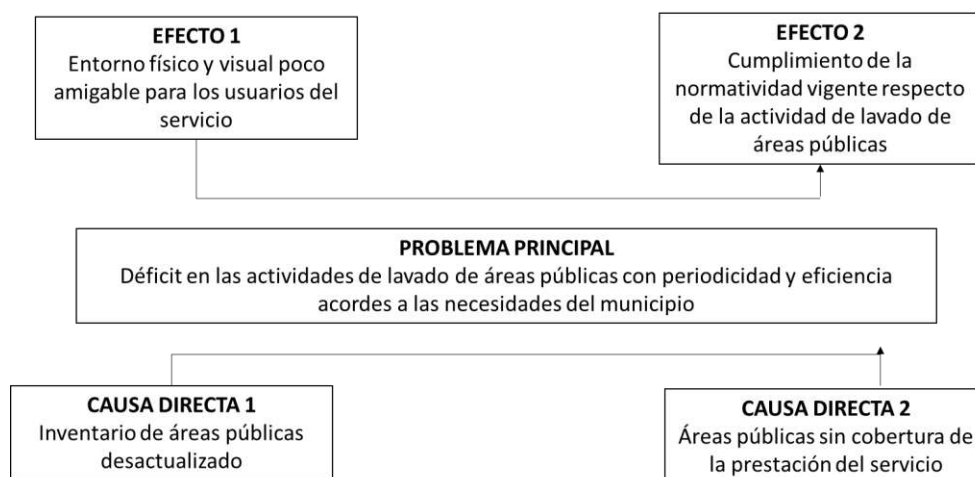 EFECTO 1
Entorno físico y visual poco
amigable para los usuarios del
servicio
EFECTO 2
Cumplimiento de la
normatividad vigente respecto
de la actividad de lavado de
áreas públicas
PROBLEMA PRINCIPAL
Déficit en las actividades de lavado de áreas públicas con periodicidad y eficiencia
acordes a las necesidades del municipio
CAUSA DIRECTA 1
Inventario de áreas públicas
desactualizado
CAUSA DIRECTA 2
Áreas públicas sin cobertura de
la prestación del servicio